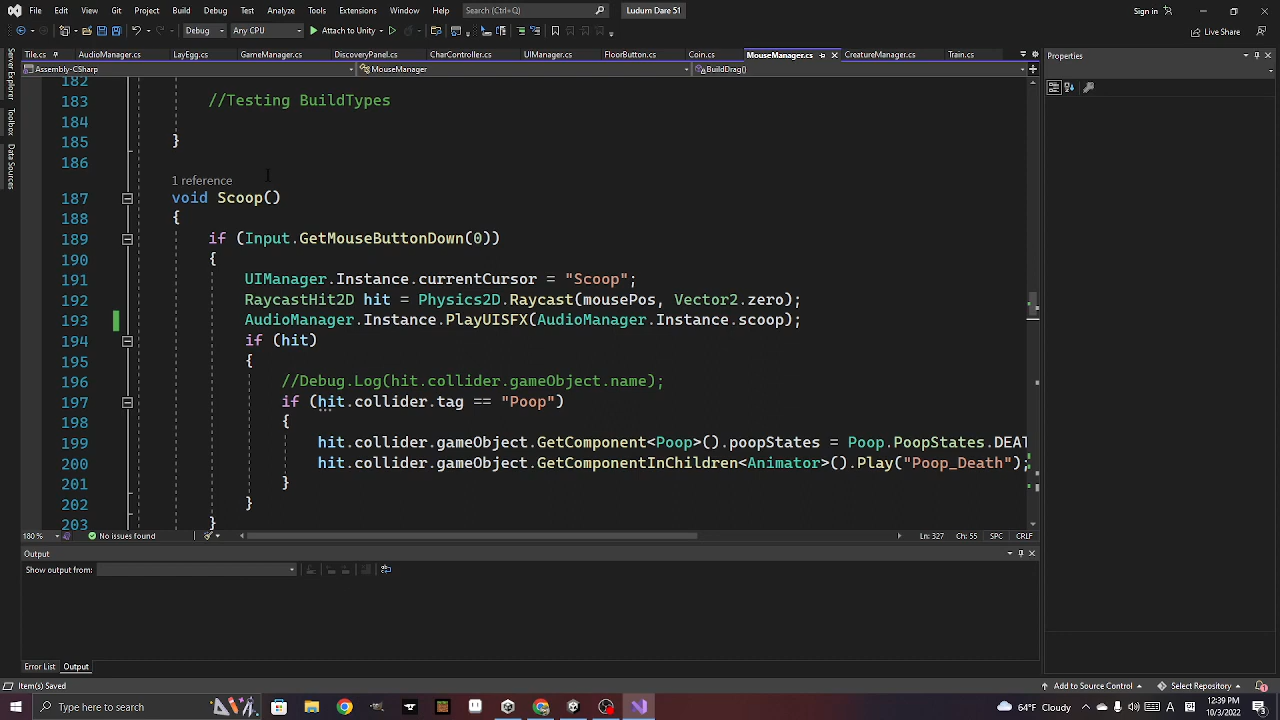 File Edit View Git Project Build Debug Test Analyze Tools Extensions Window Help Search (Ctrl+Q) Ludum Dare 51 Sign in
Debug Any CPU Attach to Unity Live Share
Tile.cs AudioManager.cs LayEgg.cs GameManager.cs DiscoveryPanel.cs CharController.cs UIManager.cs FloorButton.cs Coin.cs MouseManager.cs CreatureManager.cs Train.cs Properties
Assembly-CSharp MouseManager BuildDrag()
182
183 //Testing BuildTypes
184
185 }
186
1 reference
187 void Scoop()
188 {
189 if (Input.GetMouseButtonDown(0))
190 {
191 UIManager.Instance.currentCursor = "Scoop";
192 RaycastHit2D hit = Physics2D.Raycast(mousePos, Vector2.zero);
193 AudioManager.Instance.PlayUISFX(AudioManager.Instance.scoop);
194 if (hit)
195 {
196 //Debug.Log(hit.collider.gameObject.name);
197 if (hit.collider.tag == "Poop")
198 {
199 hit.collider.gameObject.GetComponent<Poop>().poopStates = Poop.PoopStates.DEAT
200 hit.collider.gameObject.GetComponentInChildren<Animator>().Play("Poop_Death");
201 }
202 }
203 }
180% No issues found Ln: 327 Ch: 55 SPC CRLF
Output
Show output from:
Error List Output
Item(s) Saved Add to Source Control Select Repository
Type here to search 64°F Cloudy A 12:39 PM
10/3/2022
Server Explorer
Toolbox
Data Sources